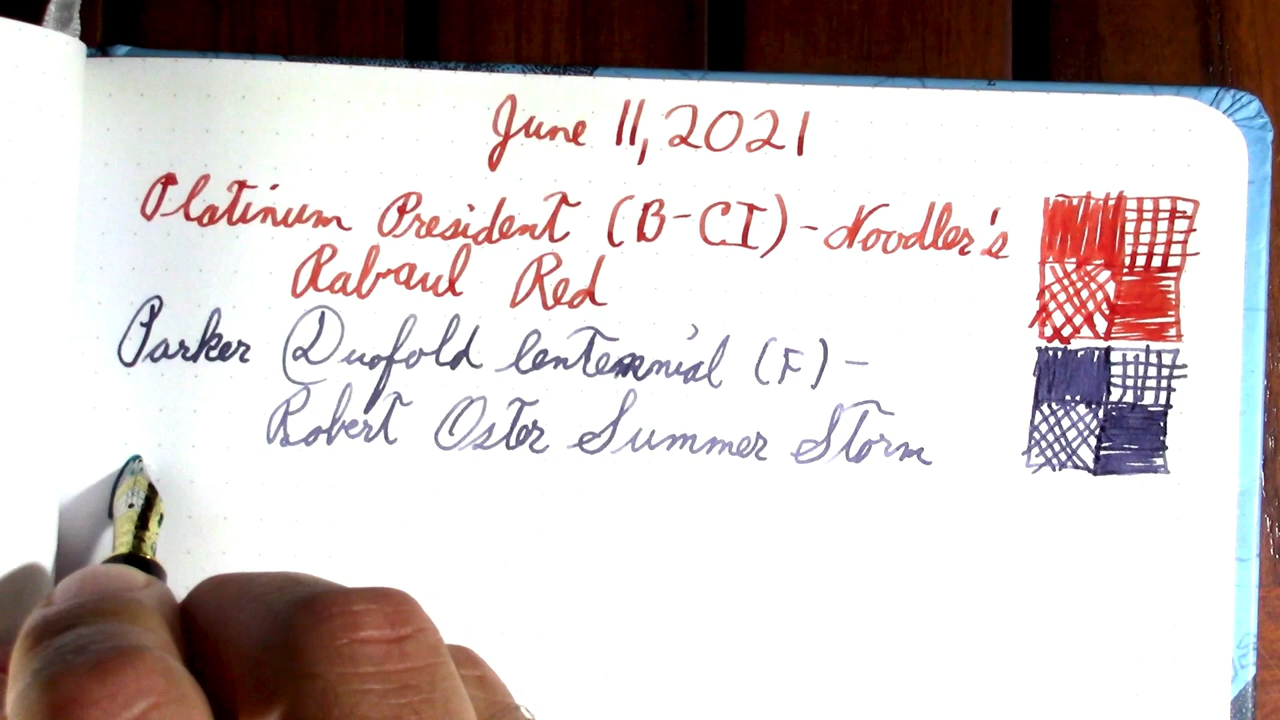 June 11, 2021
Platinum President (B-CI) - Noodler's
Rabaul Red
Parker Duofold Centennial (F) -
Robert Oster Summer Storm